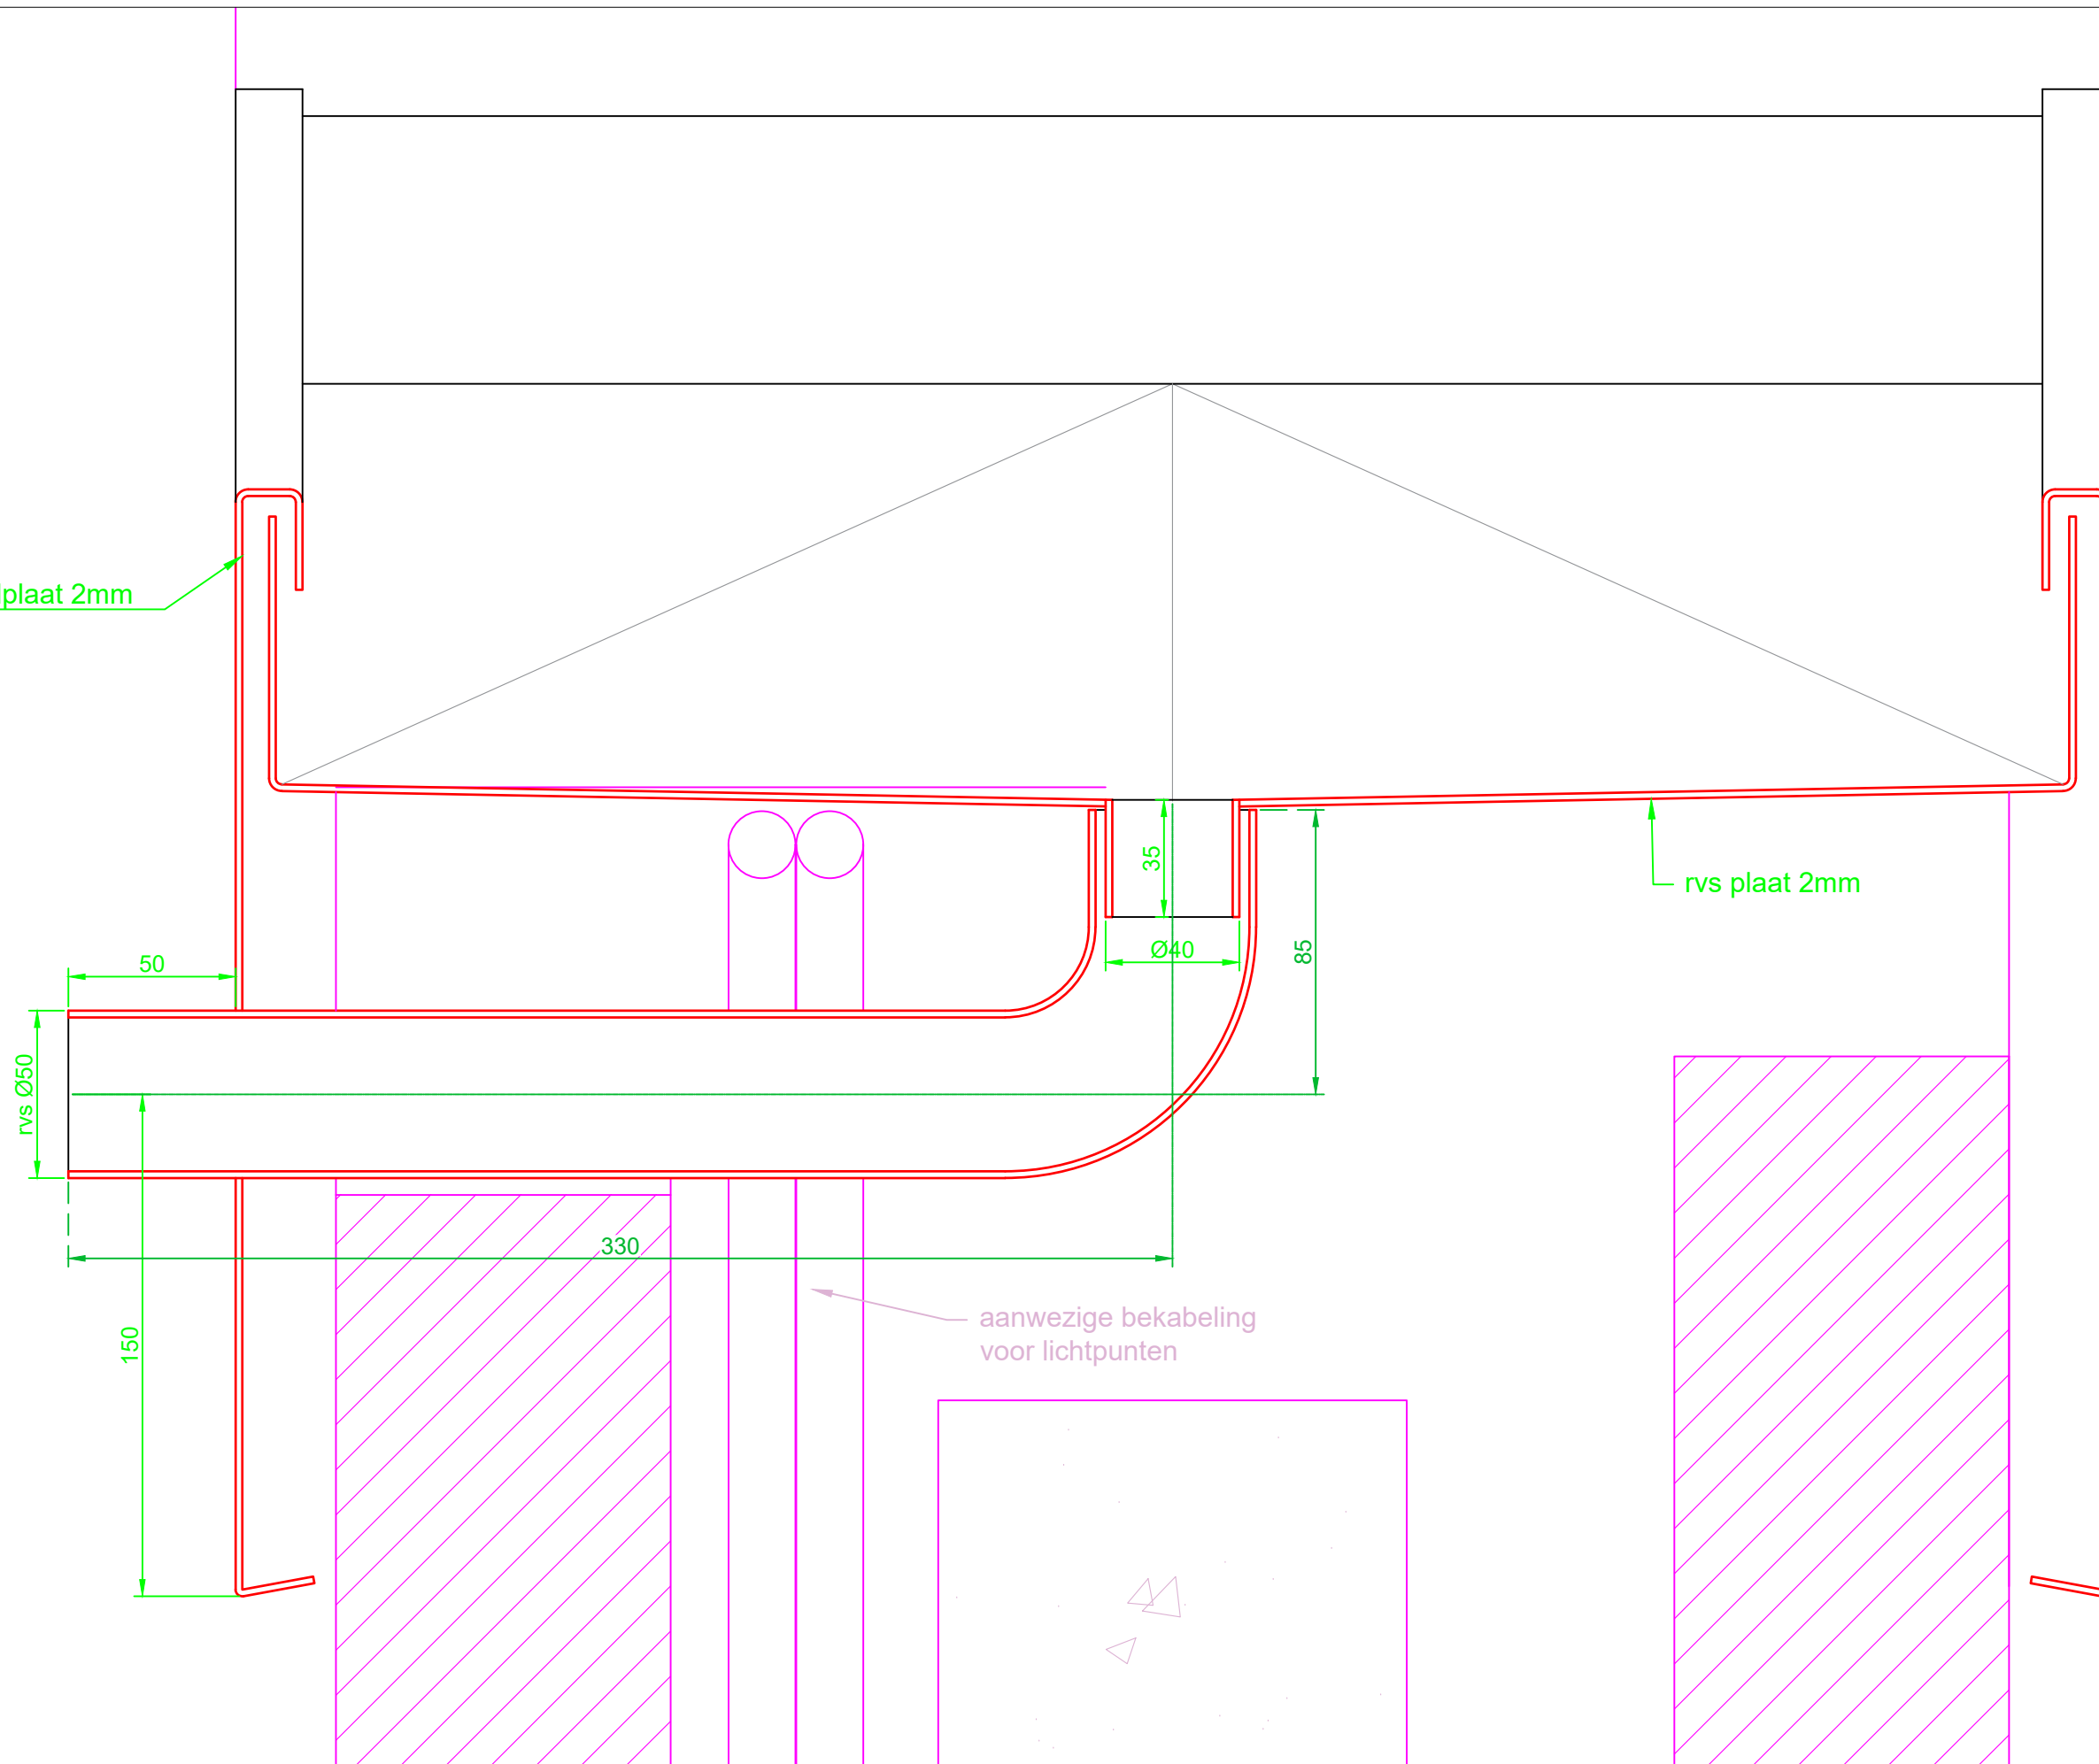 plaat 2mm
35
rvs plaat 2mm
Ø40
85
50
rvs Ø50
330
150
aanwezige bekabeling
voor lichtpunten